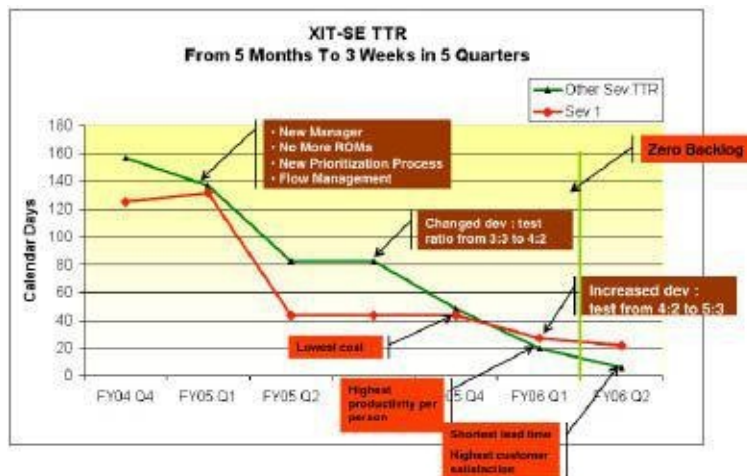 XIT-SE TTR
From 5 Months To 3 Weeks in 5 Quarters
Other Sev TTR
Sev 1
Calendar Days
180
160
140
120
100
80
60
40
20
0
· New Manager
· No More ROMs
· New Prioritization Process
· Flow Management
Zero Backlog
Changed dev : test
ratio from 3:3 to 4:2
Increased dev :
test from 4:2 to 5:3
Lowest cost
FY04 Q4
FY05 Q1
FY05 Q2
05 Q4
FY06 Q1
FY06 Q2
Highest
productivity per
person
Shortest lead time
Highest customer
satisfaction